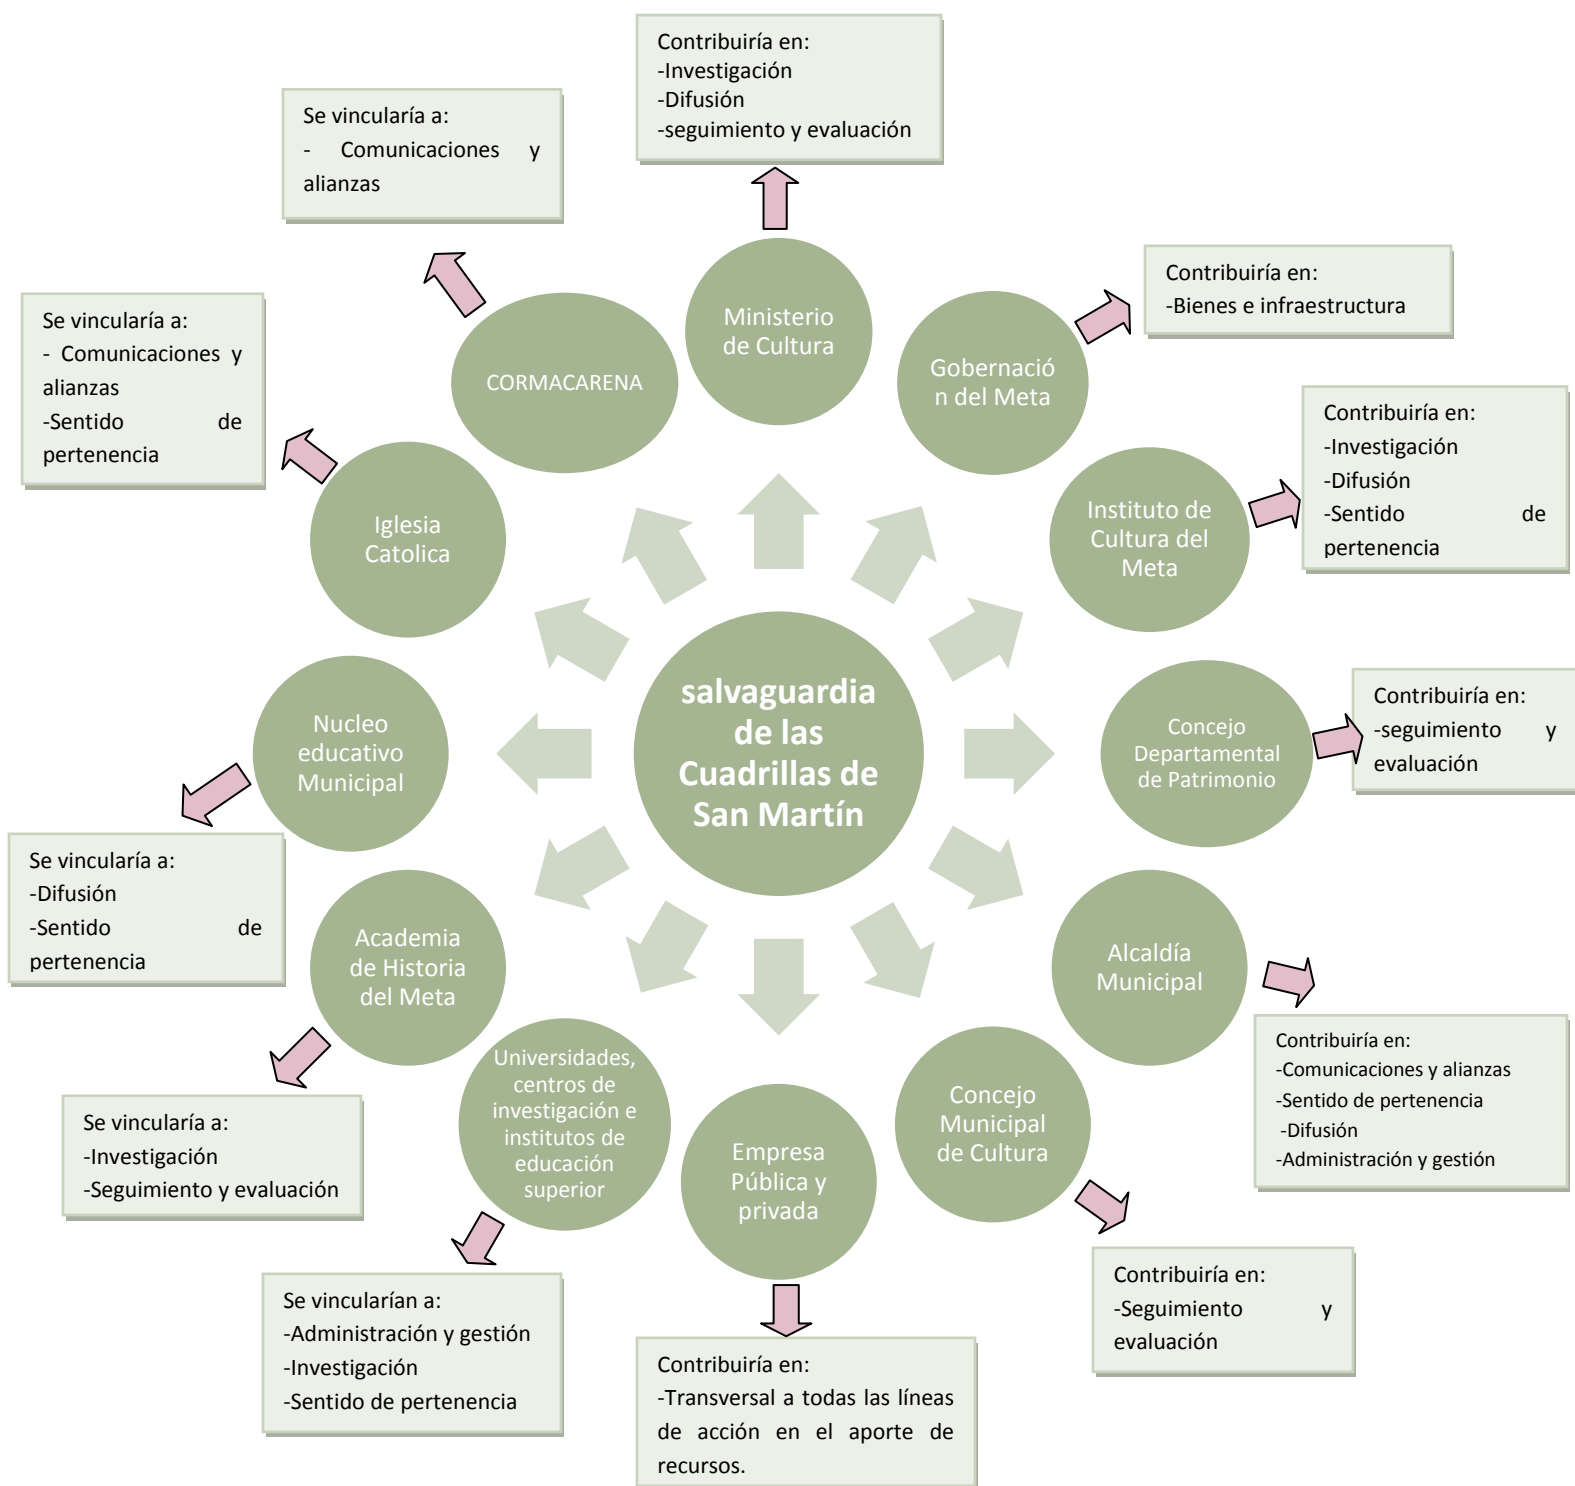 Contribuiría en:
-Investigación
-Difusión
-seguimiento y evaluación
Ministerio
de Cultura
Contribuiría en:
-Bienes e infraestructura
Gobernació
n del Meta
Contribuiría en:
-Investigación
-Difusión
-Sentido de
pertenencia
Instituto de
Cultura del
Meta
Contribuiría en:
-seguimiento y
evaluación
Concejo
Departamental
de Patrimonio
Alcaldía
Municipal
Contribuiría en:
-Comunicaciones y alianzas
-Sentido de pertenencia
-Difusión
-Administración y gestión
Concejo
Municipal
de Cultura
Contribuiría en:
-Seguimiento y
evaluación
Empresa
Pública y
privada
Contribuiría en:
-Transversal a todas las líneas
de acción en el aporte de
recursos.
Universidades,
centros de
investigación e
institutos de
educación
superior
Se vincularían a:
-Administración y gestión
-Investigación
-Sentido de pertenencia
Academia
de Historia
del Meta
Se vincularía a:
-Investigación
-Seguimiento y evaluación
Nucleo
educativo
Municipal
Se vincularía a:
-Difusión
-Sentido de
pertenencia
Iglesia
Catolica
Se vincularía a:
- Comunicaciones y
alianzas
-Sentido de
pertenencia
CORMACARENA
Se vincularía a:
- Comunicaciones y
alianzas
salvaguardia
de las
Cuadrillas de
San Martín